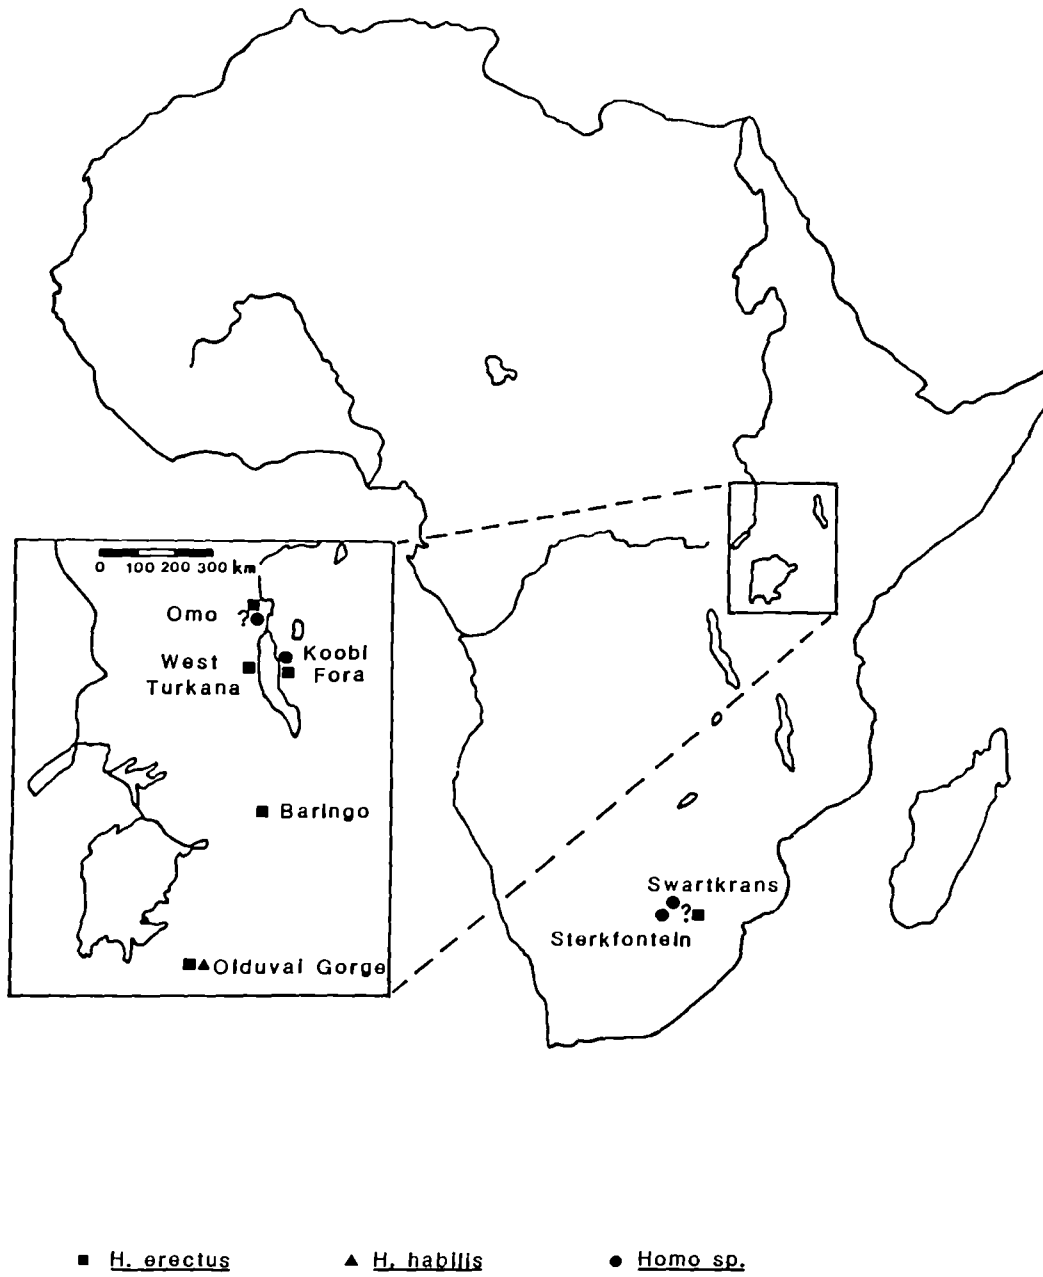 0 100 200 300 km
Omo
?
West
Turkana
Koobi
Fora
Baringo
Olduvai Gorge
Swartkrans
?
Sterkfontein
H. erectus
H. habilis
Homo sp.